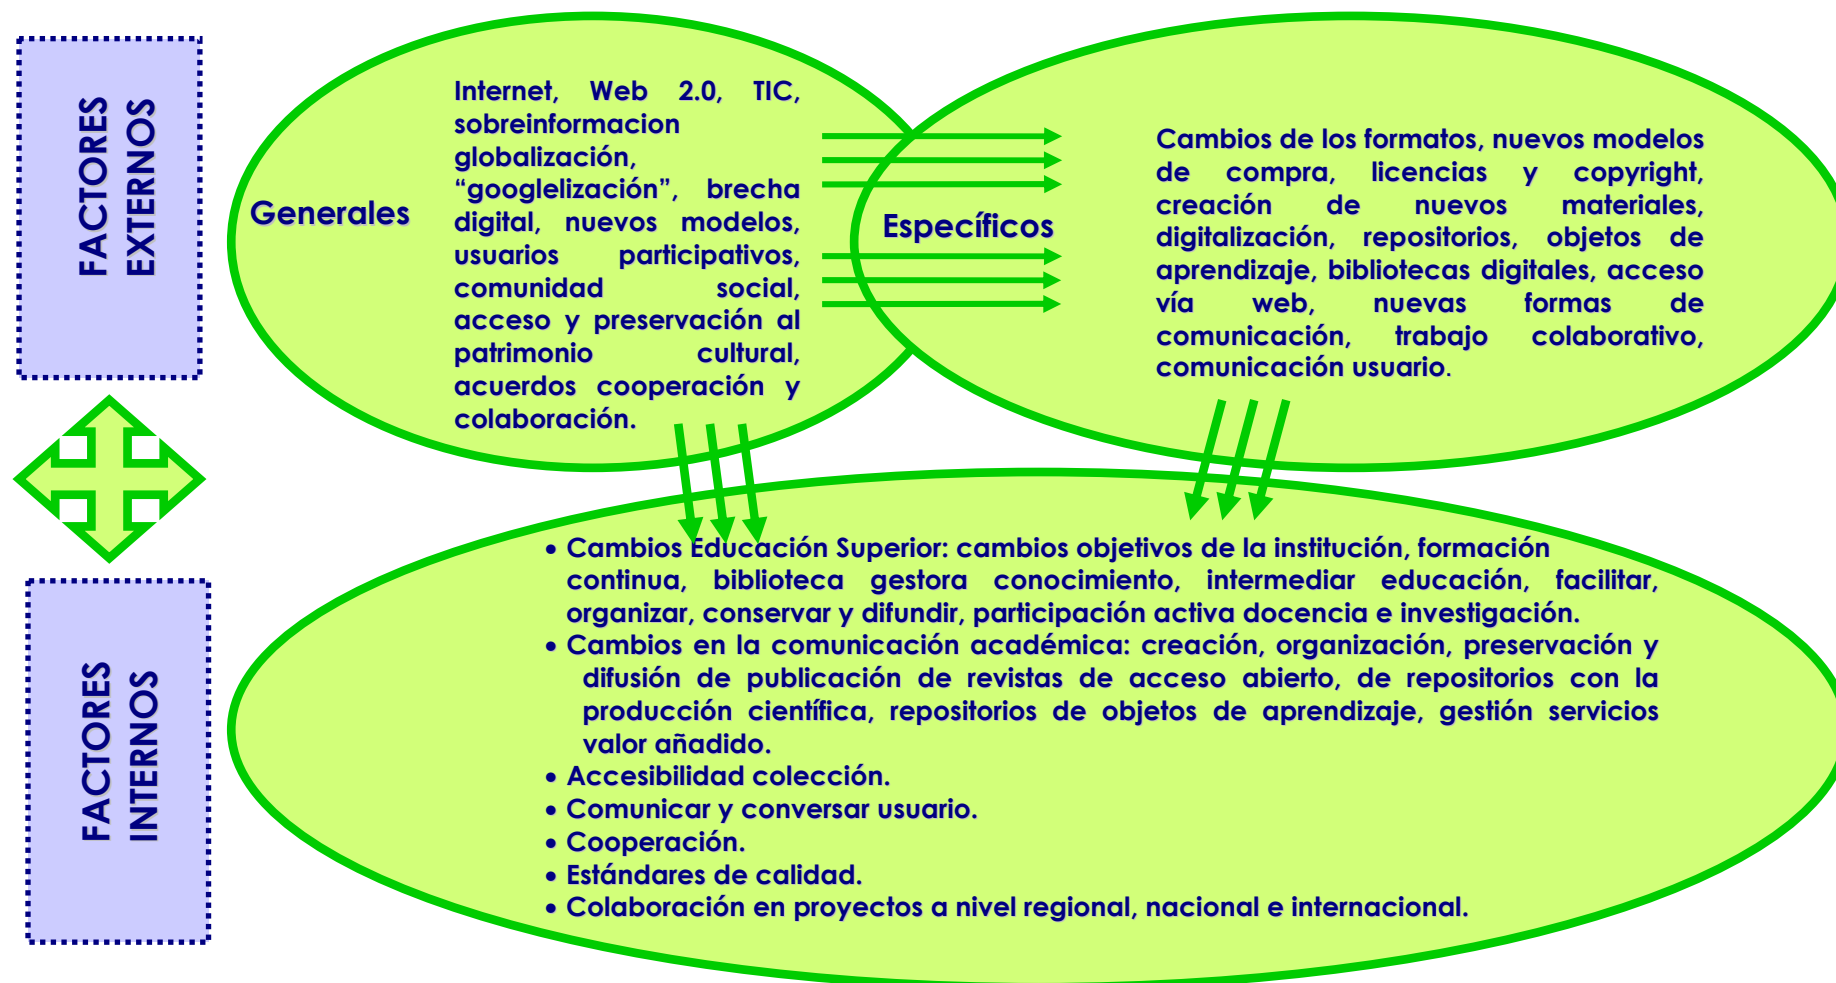 FACTORES
EXTERNOS
Generales
Internet, Web 2.0, TIC,
sobreinformacion
globalización,
“googlelización”, brecha
digital, nuevos modelos,
usuarios participativos,
comunidad social,
acceso y preservación al
patrimonio cultural,
acuerdos cooperación y
colaboración.
Específicos
Cambios de los formatos, nuevos modelos
de compra, licencias y copyright,
creación de nuevos materiales,
digitalización, repositorios, objetos de
aprendizaje, bibliotecas digitales, acceso
vía web, nuevas formas de
comunicación, trabajo colaborativo,
comunicación usuario.
FACTORES
INTERNOS
• Cambios Educación Superior: cambios objetivos de la institución, formación
continua, biblioteca gestora conocimiento, intermediar educación, facilitar,
organizar, conservar y difundir, participación activa docencia e investigación.
• Cambios en la comunicación académica: creación, organización, preservación y
difusión de publicación de revistas de acceso abierto, de repositorios con la
producción científica, repositorios de objetos de aprendizaje, gestión servicios
valor añadido.
• Accesibilidad colección.
• Comunicar y conversar usuario.
• Cooperación.
• Estándares de calidad.
• Colaboración en proyectos a nivel regional, nacional e internacional.